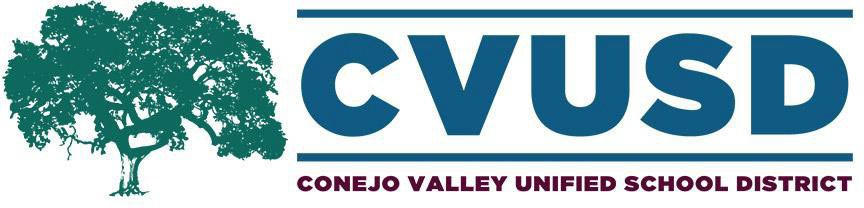 CVUSD
CONEJO VALLEY UNIFIED SCHOOL DISTRICT